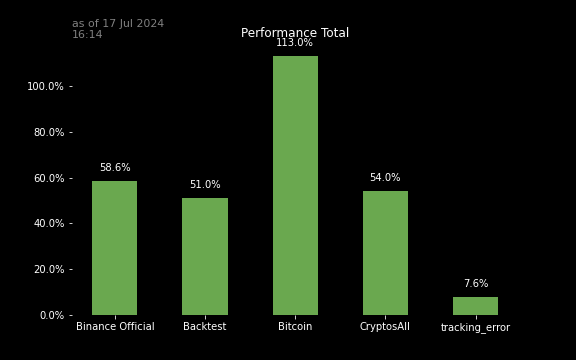 as of 17 Jul 2024
16:14
Performance Total
113.0%
100.0%
80.0%
60.0%
40.0%
20.0%
0.0%
58.6%
51.0%
54.0%
7.6%
Binance Official
Backtest
Bitcoin
CryptosAll
tracking_error